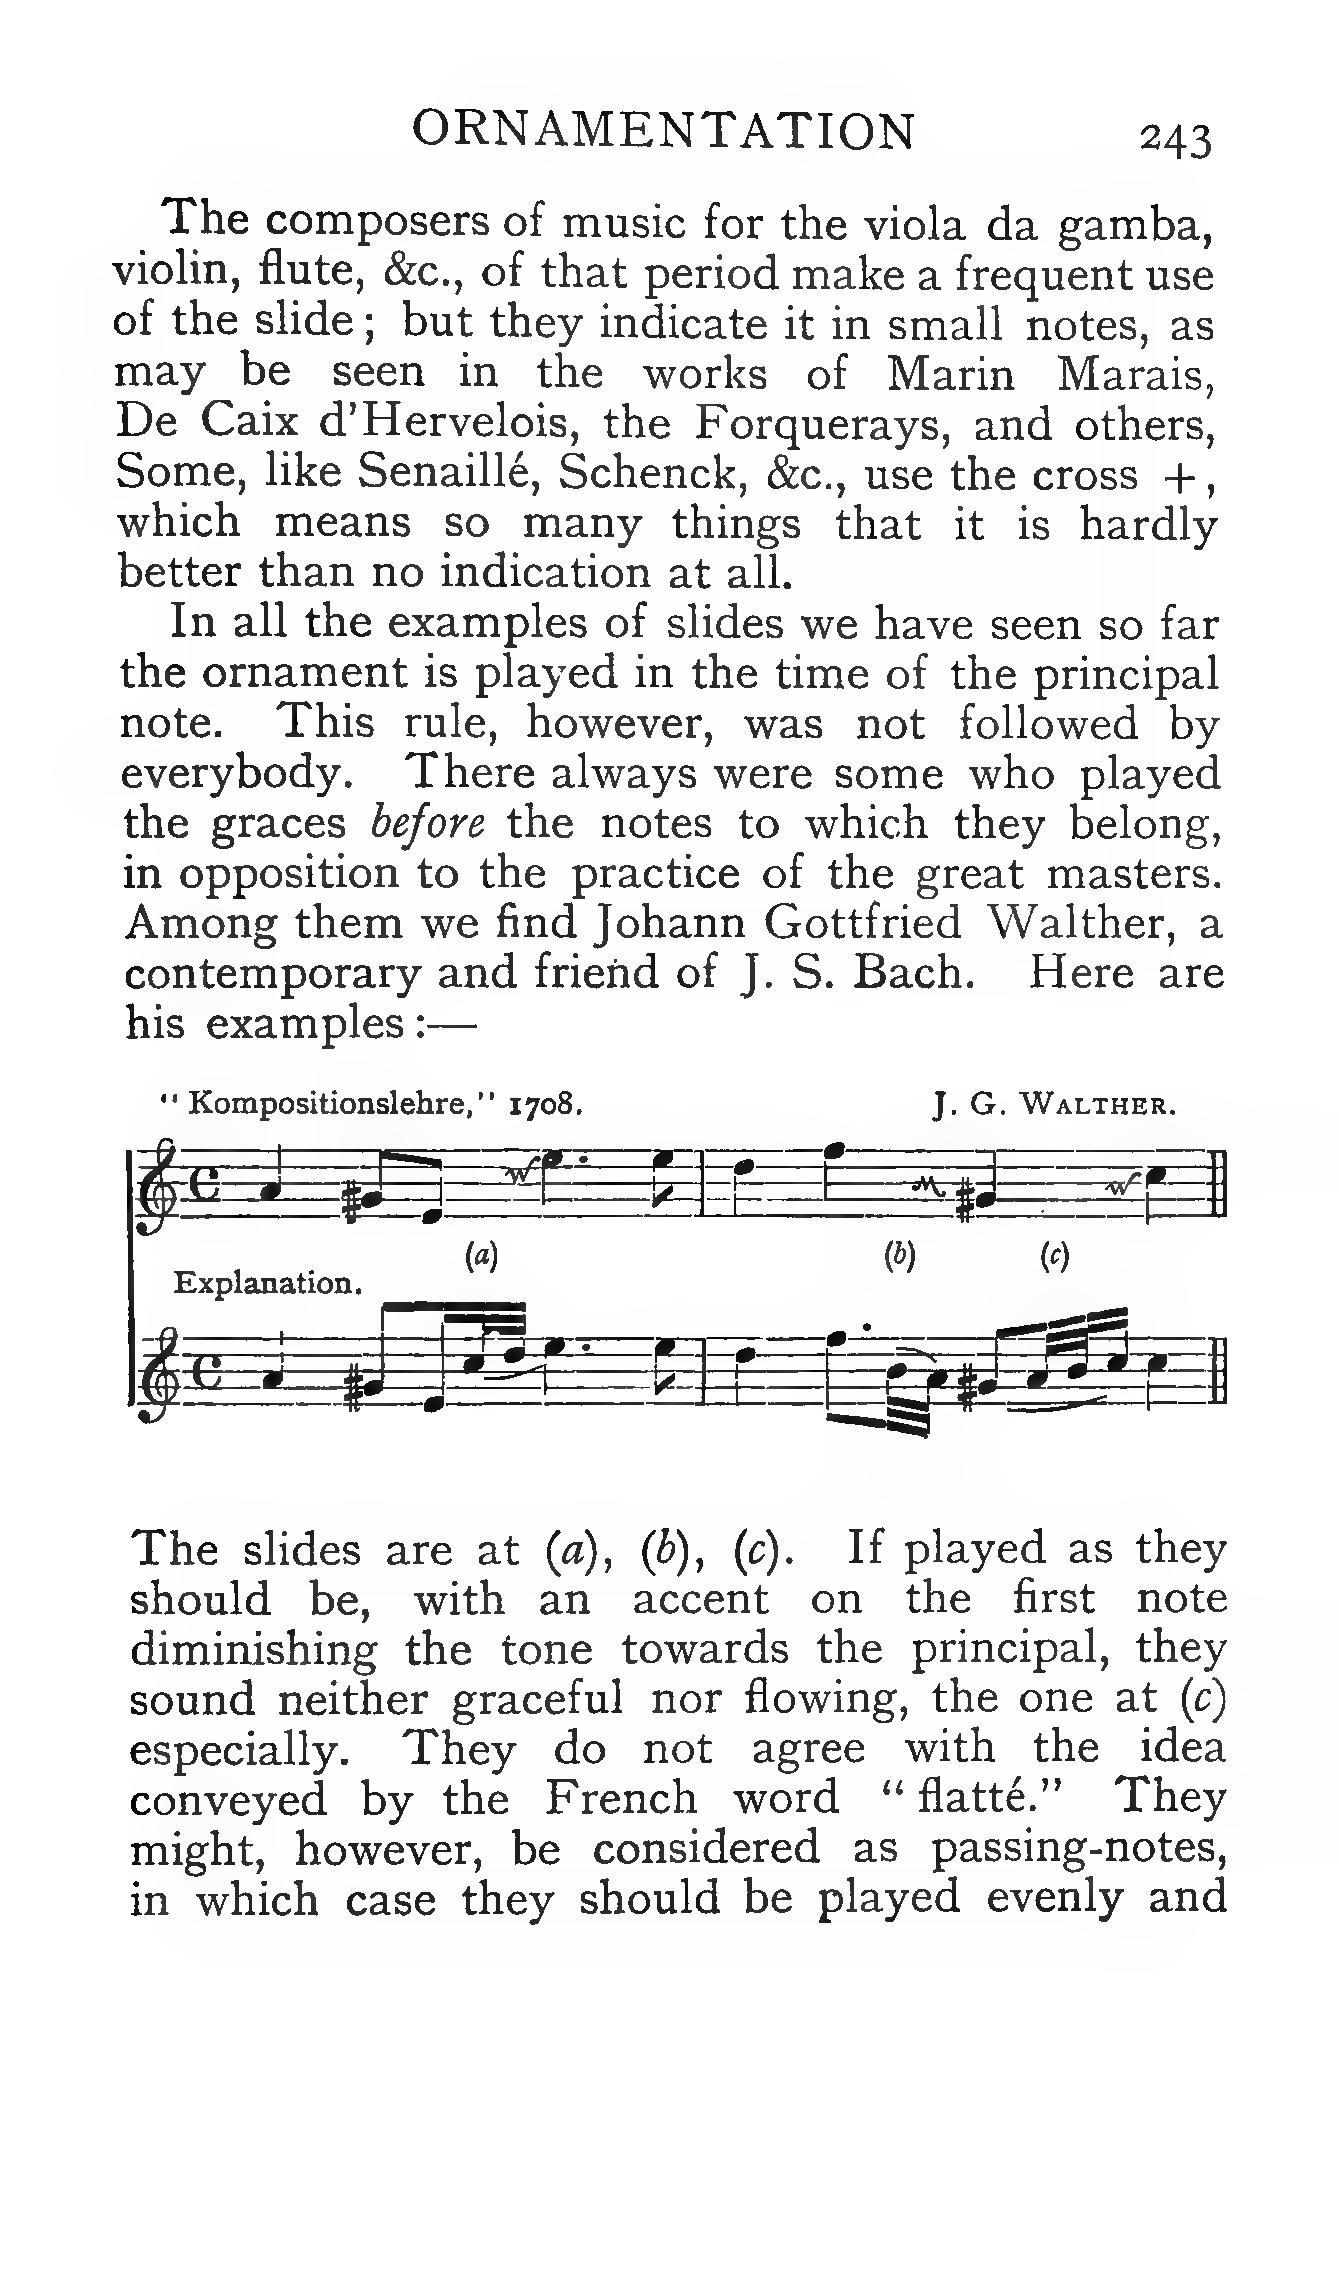 ORNAMENTATION 243
The composers of music for the viola da gamba,
violin, flute, &c., of that period make a frequent use
of the slide; but they indicate it in small notes, as
may be seen in the works of Marin Marais,
De Caix d'Hervelois, the Forquerays, and others,
Some, like Senaillé, Schenck, &c., use the cross +,
which means so many things that it is hardly
better than no indication at all.
In all the examples of slides we have seen so far
the ornament is played in the time of the principal
note. This rule, however, was not followed by
everybody. There always were some who played
the graces before the notes to which they belong,
in opposition to the practice of the great masters.
Among them we find Johann Gottfried Walther, a
contemporary and friend of J. S. Bach. Here are
his examples:—
"Kompositionslehre," 1708. J. G. WALTHER.
(a) (b) (c)
Explanation.
The slides are at (a), (b), (c). If played as they
should be, with an accent on the first note
diminishing the tone towards the principal, they
sound neither graceful nor flowing, the one at (c)
especially. They do not agree with the idea
conveyed by the French word "flatté." They
might, however, be considered as passing-notes,
in which case they should be played evenly and